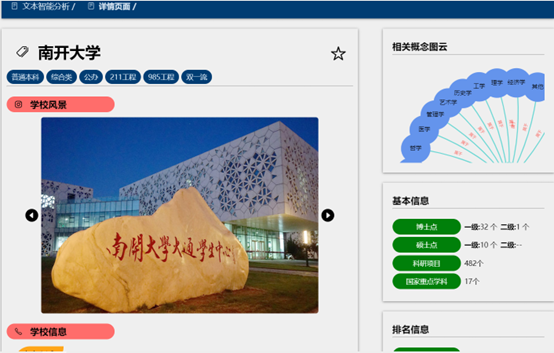 文本智能分析 / 详情页面 /
南开大学
普通本科 综合类 公办 211工程 985工程 双一流
学校风景
南開大學大通學生中心
学校信息
相关概念图云
哲学
医学
管理学
艺术学
历史学
工学
理学
经济学
其他
基本信息
博士点 一级:32 个 二级:1 个
硕士点 一级:10 个 二级:--
科研项目 482个
国家重点学科 17个
排名信息